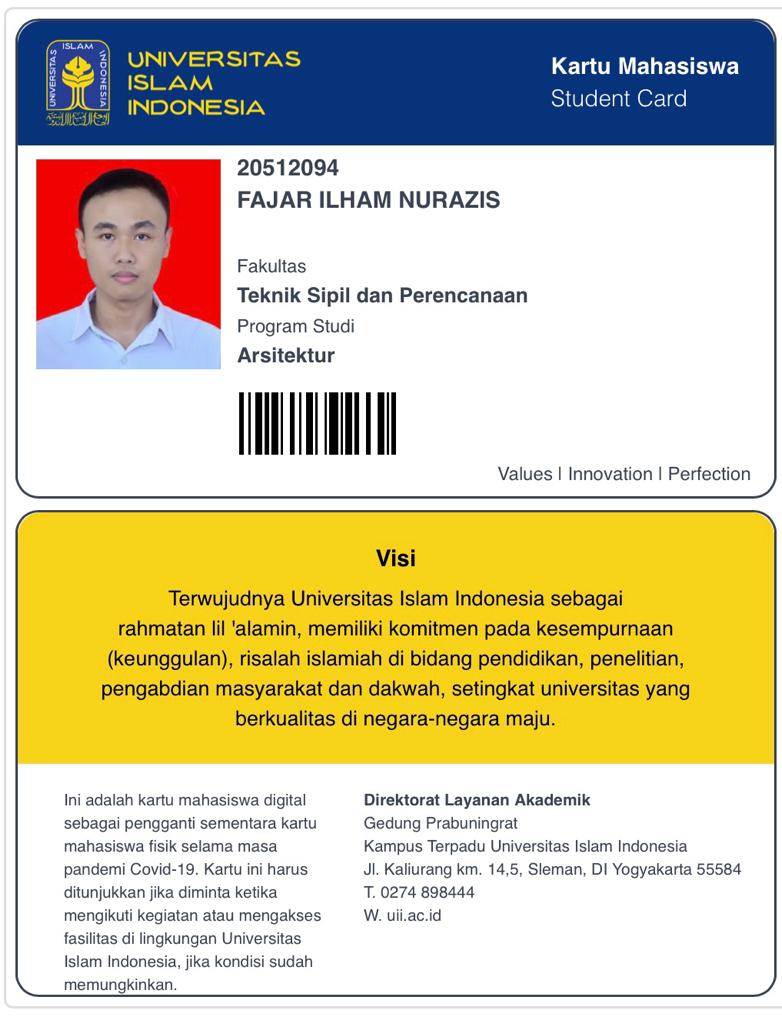 UNIVERSITAS ISLAM INDONESIA
UNIVERSITAS
ISLAM
INDONESIA
Kartu Mahasiswa
Student Card
20512094
FAJAR ILHAM NURAZIS
Fakultas
Teknik Sipil dan Perencanaan
Program Studi
Arsitektur
Values | Innovation | Perfection
Visi
Terwujudnya Universitas Islam Indonesia sebagai
rahmatan lil 'alamin, memiliki komitmen pada kesempurnaan
(keunggulan), risalah islamiah di bidang pendidikan, penelitian,
pengabdian masyarakat dan dakwah, setingkat universitas yang
berkualitas di negara-negara maju.
Ini adalah kartu mahasiswa digital
sebagai pengganti sementara kartu
mahasiswa fisik selama masa
pandemi Covid-19. Kartu ini harus
ditunjukkan jika diminta ketika
mengikuti kegiatan atau mengakses
fasilitas di lingkungan Universitas
Islam Indonesia, jika kondisi sudah
memungkinkan.
Direktorat Layanan Akademik
Gedung Prabuningrat
Kampus Terpadu Universitas Islam Indonesia
Jl. Kaliurang km. 14,5, Sleman, DI Yogyakarta 55584
T. 0274 898444
W. uii.ac.id